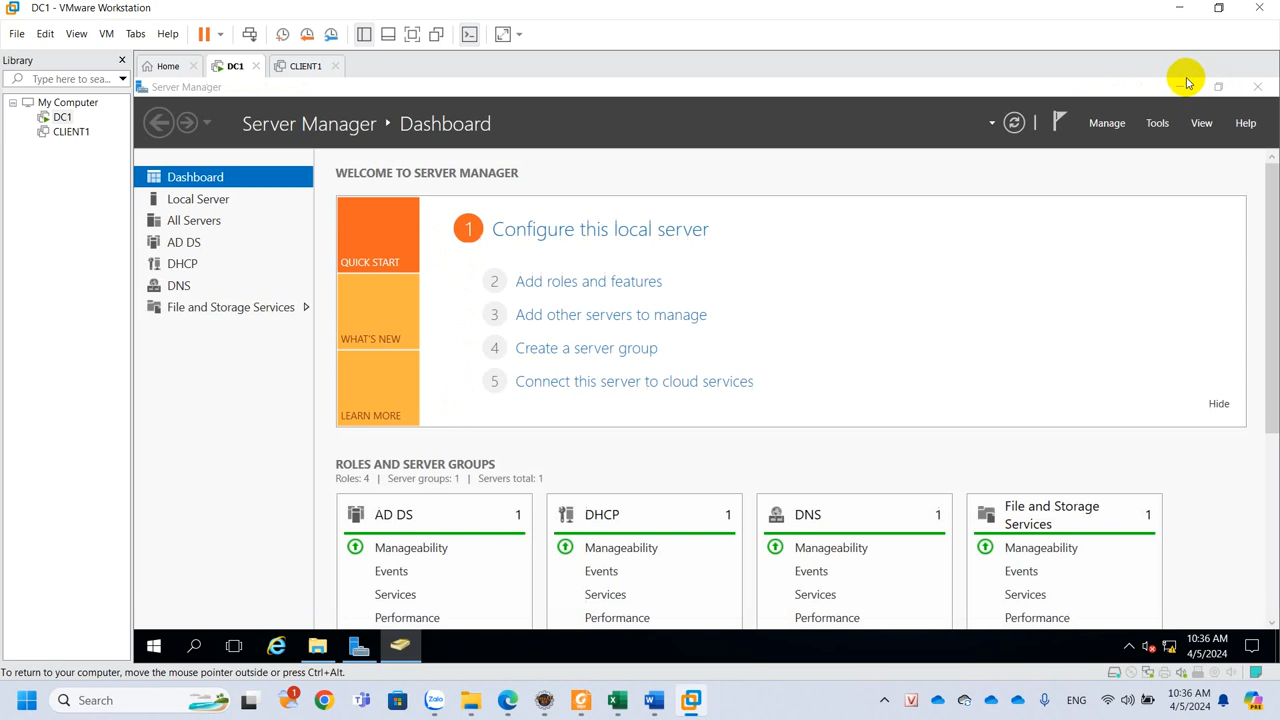 DC1 - VMware Workstation
File Edit View VM Tabs Help
Library
Type here to sea...
My Computer
DC1
CLIENT1
Home DC1 CLIENT1
Server Manager
Server Manager ‣ Dashboard
Manage Tools View Help
Dashboard
Local Server
All Servers
AD DS
DHCP
DNS
File and Storage Services
WELCOME TO SERVER MANAGER
QUICK START
WHAT'S NEW
LEARN MORE
1 Configure this local server
2 Add roles and features
3 Add other servers to manage
4 Create a server group
5 Connect this server to cloud services
Hide
ROLES AND SERVER GROUPS
Roles: 4 | Server groups: 1 | Servers total: 1
AD DS 1
Manageability
Events
Services
Performance
DHCP 1
Manageability
Events
Services
Performance
DNS 1
Manageability
Events
Services
Performance
File and Storage
Services 1
Manageability
Events
Services
Performance
10:36 AM
4/5/2024
To return to your computer, move the mouse pointer outside or press Ctrl+Alt.
Search
1
Zalo
V
ENG
10:36 AM
4/5/2024
PRE